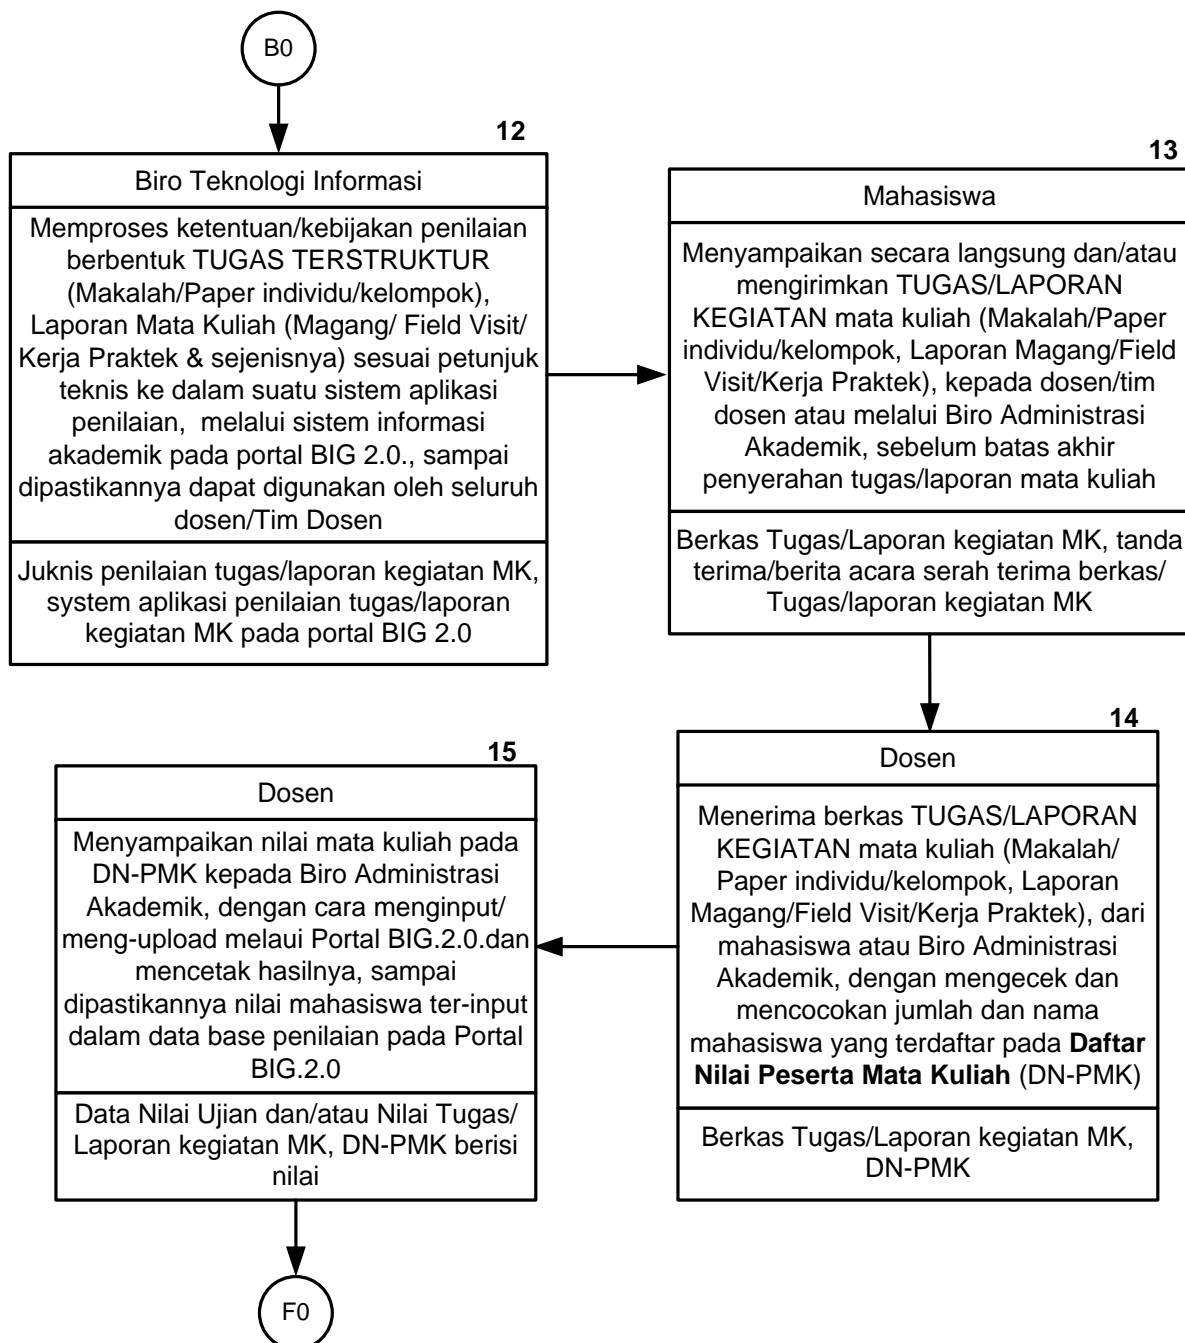 B0
12
Biro Teknologi Informasi
Memproses ketentuan/kebijakan penilaian
berbentuk TUGAS TERSTRUKTUR
(Makalah/Paper individu/kelompok),
Laporan Mata Kuliah (Magang/ Field Visit/
Kerja Praktek & sejenisnya) sesuai petunjuk
teknis ke dalam suatu sistem aplikasi
penilaian,  melalui sistem informasi
akademik pada portal BIG 2.0., sampai
dipastikannya dapat digunakan oleh seluruh
dosen/Tim Dosen
Juknis penilaian tugas/laporan kegiatan MK,
system aplikasi penilaian tugas/laporan
kegiatan MK pada portal BIG 2.0
13
Mahasiswa
Menyampaikan secara langsung dan/atau
mengirimkan TUGAS/LAPORAN
KEGIATAN mata kuliah (Makalah/Paper
individu/kelompok, Laporan Magang/Field
Visit/Kerja Praktek), kepada dosen/tim
dosen atau melalui Biro Administrasi
Akademik, sebelum batas akhir
penyerahan tugas/laporan mata kuliah
Berkas Tugas/Laporan kegiatan MK, tanda
terima/berita acara serah terima berkas/
Tugas/laporan kegiatan MK
14
Dosen
Menerima berkas TUGAS/LAPORAN
KEGIATAN mata kuliah (Makalah/
Paper individu/kelompok, Laporan
Magang/Field Visit/Kerja Praktek), dari
mahasiswa atau Biro Administrasi
Akademik, dengan mengecek dan
mencocokan jumlah dan nama
mahasiswa yang terdaftar pada Daftar
Nilai Peserta Mata Kuliah (DN-PMK)
Berkas Tugas/Laporan kegiatan MK,
DN-PMK
15
Dosen
Menyampaikan nilai mata kuliah pada
DN-PMK kepada Biro Administrasi
Akademik, dengan cara menginput/
meng-upload melaui Portal BIG.2.0.dan
mencetak hasilnya, sampai
dipastikannya nilai mahasiswa ter-input
dalam data base penilaian pada Portal
BIG.2.0
Data Nilai Ujian dan/atau Nilai Tugas/
Laporan kegiatan MK, DN-PMK berisi
nilai
F0